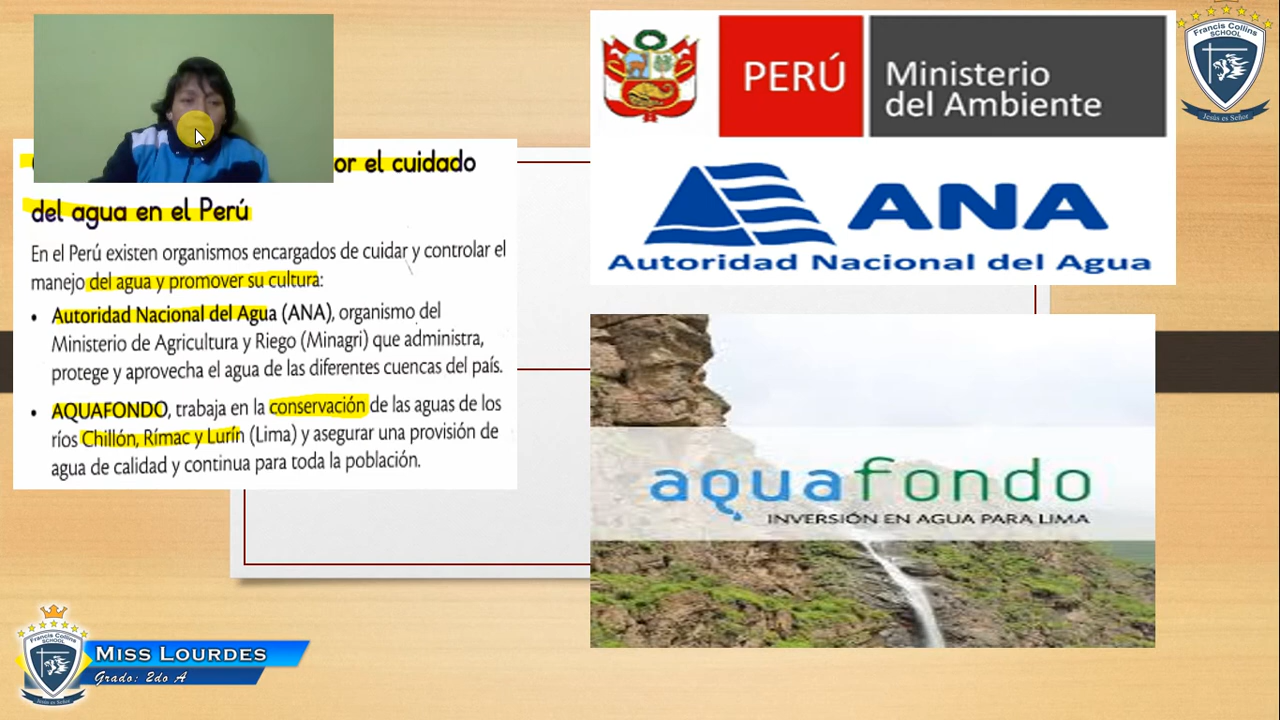 or el cuidado
del agua en el Perú
En el Perú existen organismos encargados de cuidar y controlar el
manejo del agua y promover su cultura:
• Autoridad Nacional del Agua (ANA), organismo del
Ministerio de Agricultura y Riego (Minagri) que administra,
protege y aprovecha el agua de las diferentes cuencas del país.
• AQUAFONDO, trabaja en la conservación de las aguas de los
ríos Chillón, Rímac y Lurín (Lima) y asegurar una provisión de
agua de calidad y continua para toda la población.
PERÚ
Ministerio
del Ambiente
ANA
Autoridad Nacional del Agua
aquafondo
INVERSIÓN EN AGUA PARA LIMA
Francis Collins
SCHOOL
Jesús es Señor
Francis Collins
SCHOOL
Jesús es Señor
Miss Lourdes
Grado: 2do A